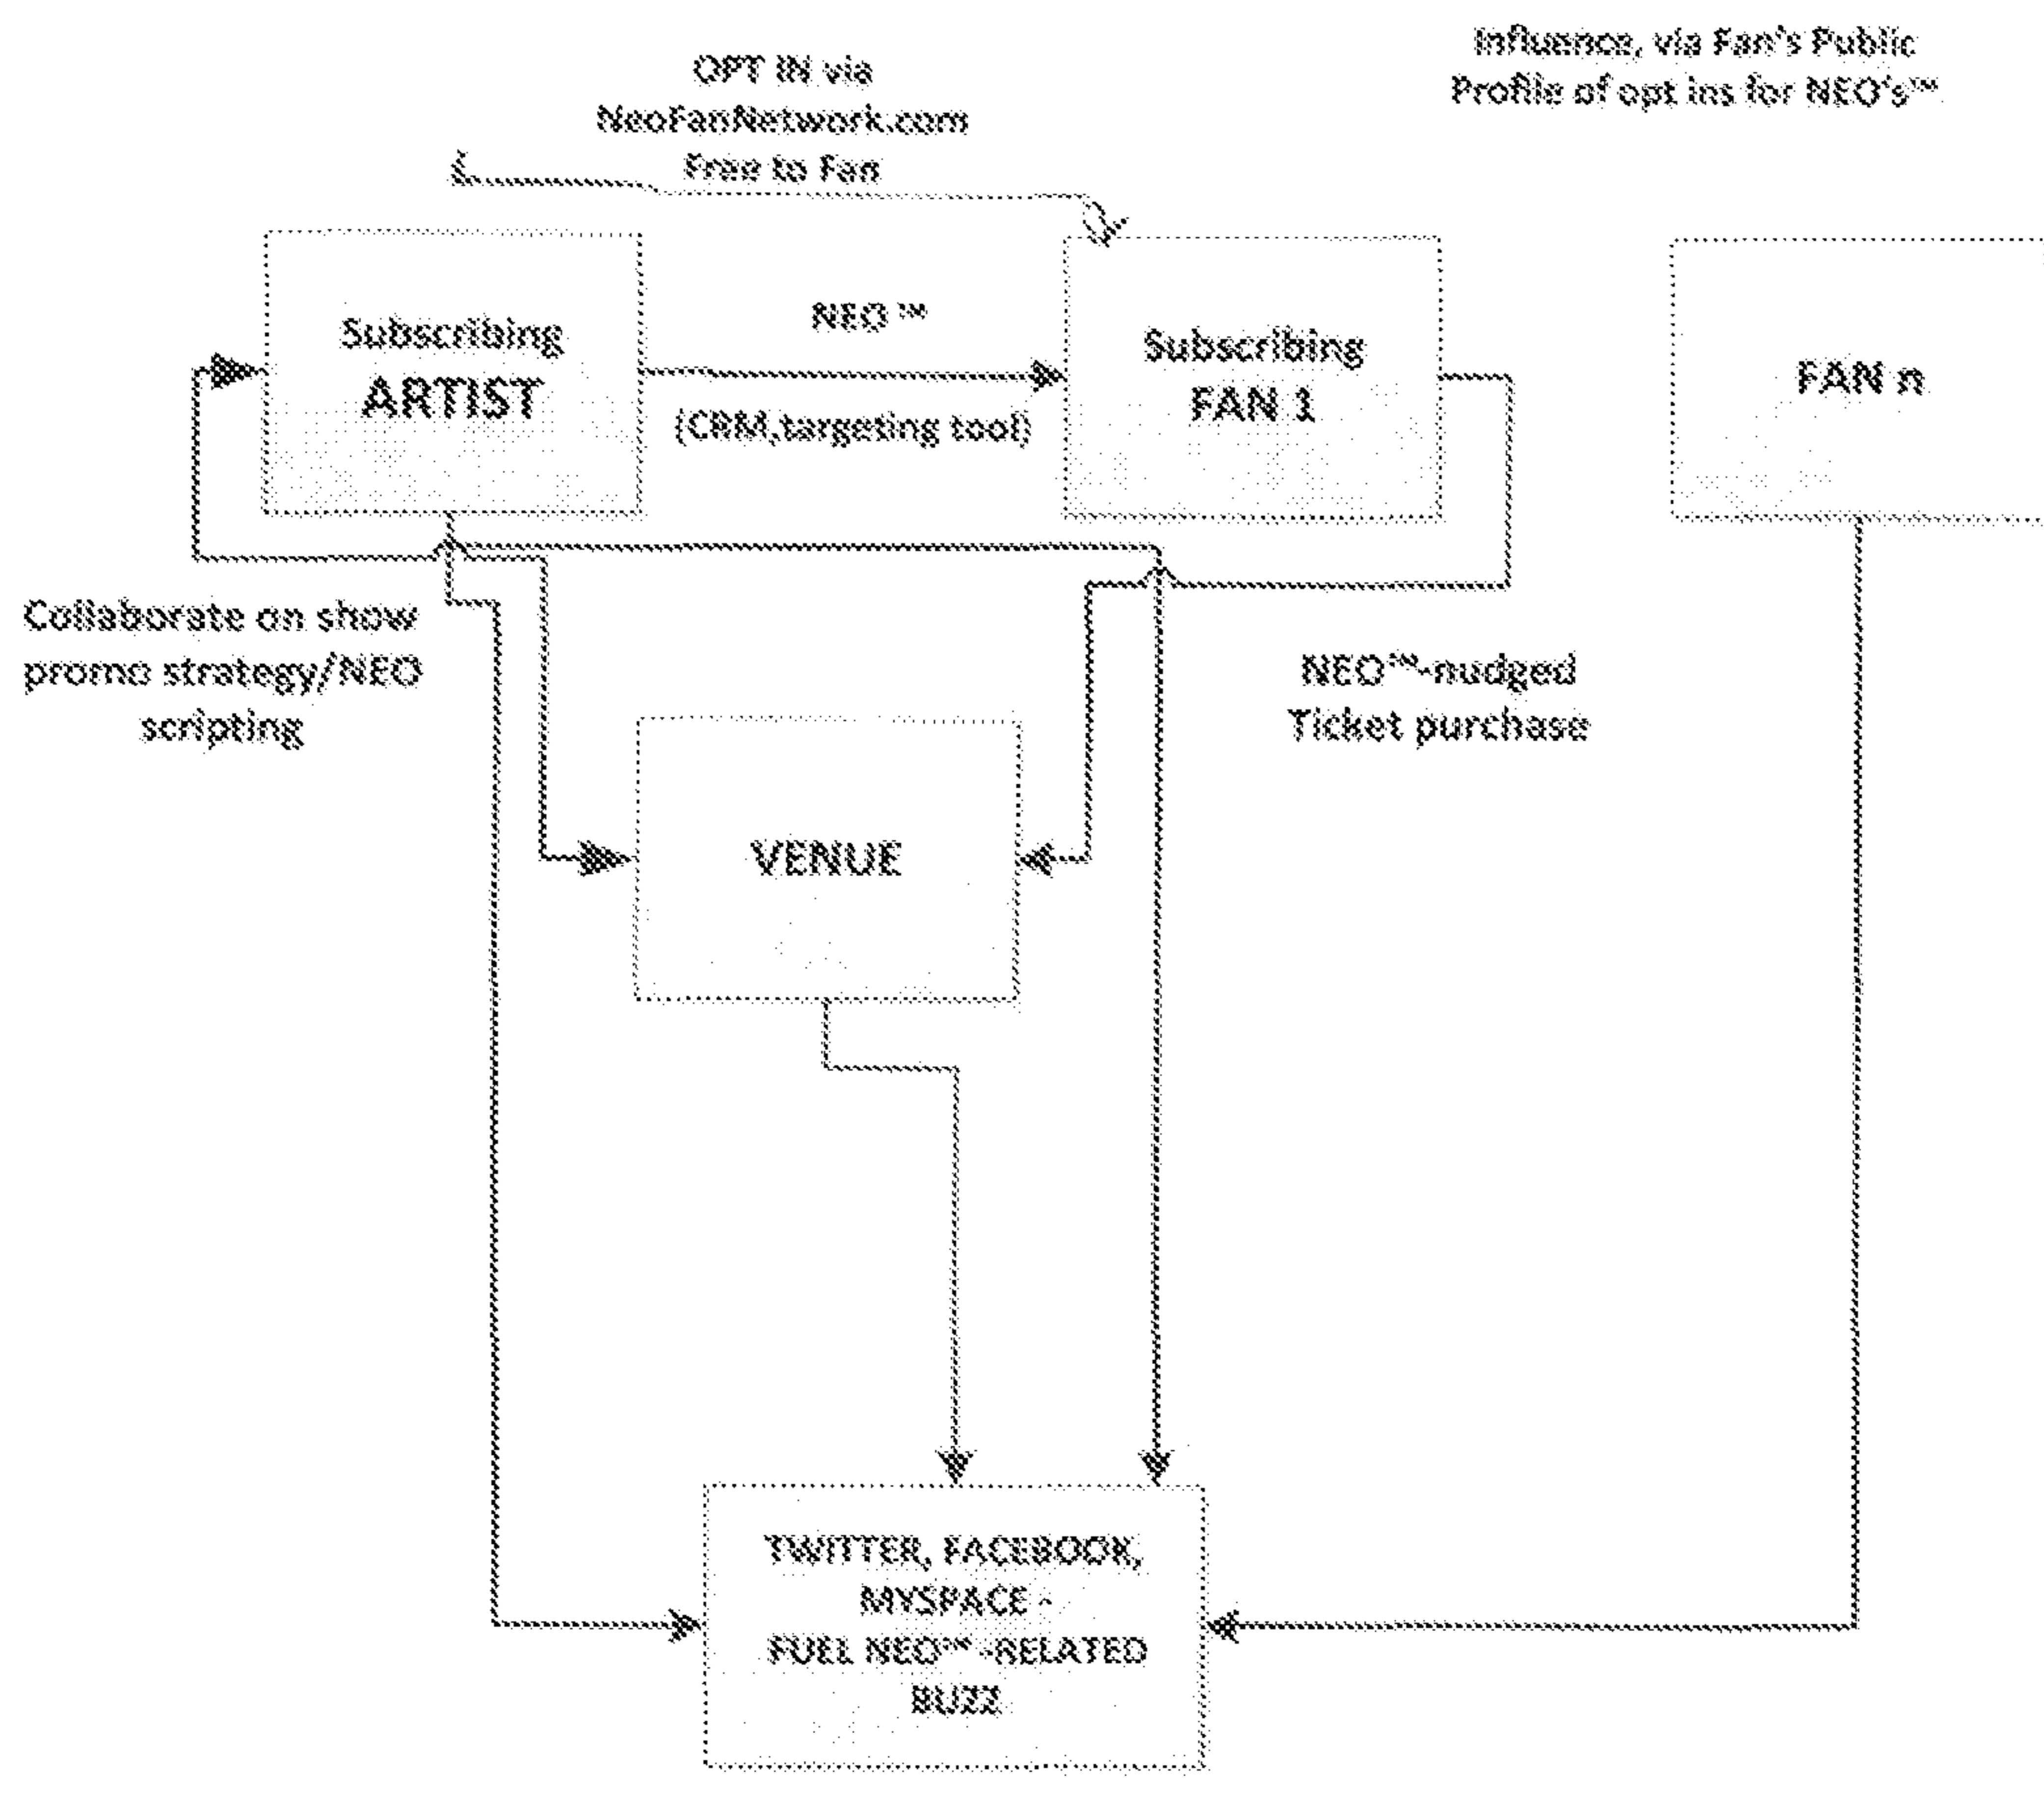 OPT IN via
NeoFanNetwork.com
Free to Fan
Influence, via Fan's Public
Profile of opt ins for NEO's™
Subscribing
ARTIST
NEO™
(CRM,targeting tool)
Subscribing
FAN 1
FAN n
Collaborate on show
promo strategy/NEO
scripting
NEO™-nudged
Ticket purchase
VENUE
TWITTER, FACEBOOK,
MYSPACE -
FUEL NEO™ -RELATED
BUZZ